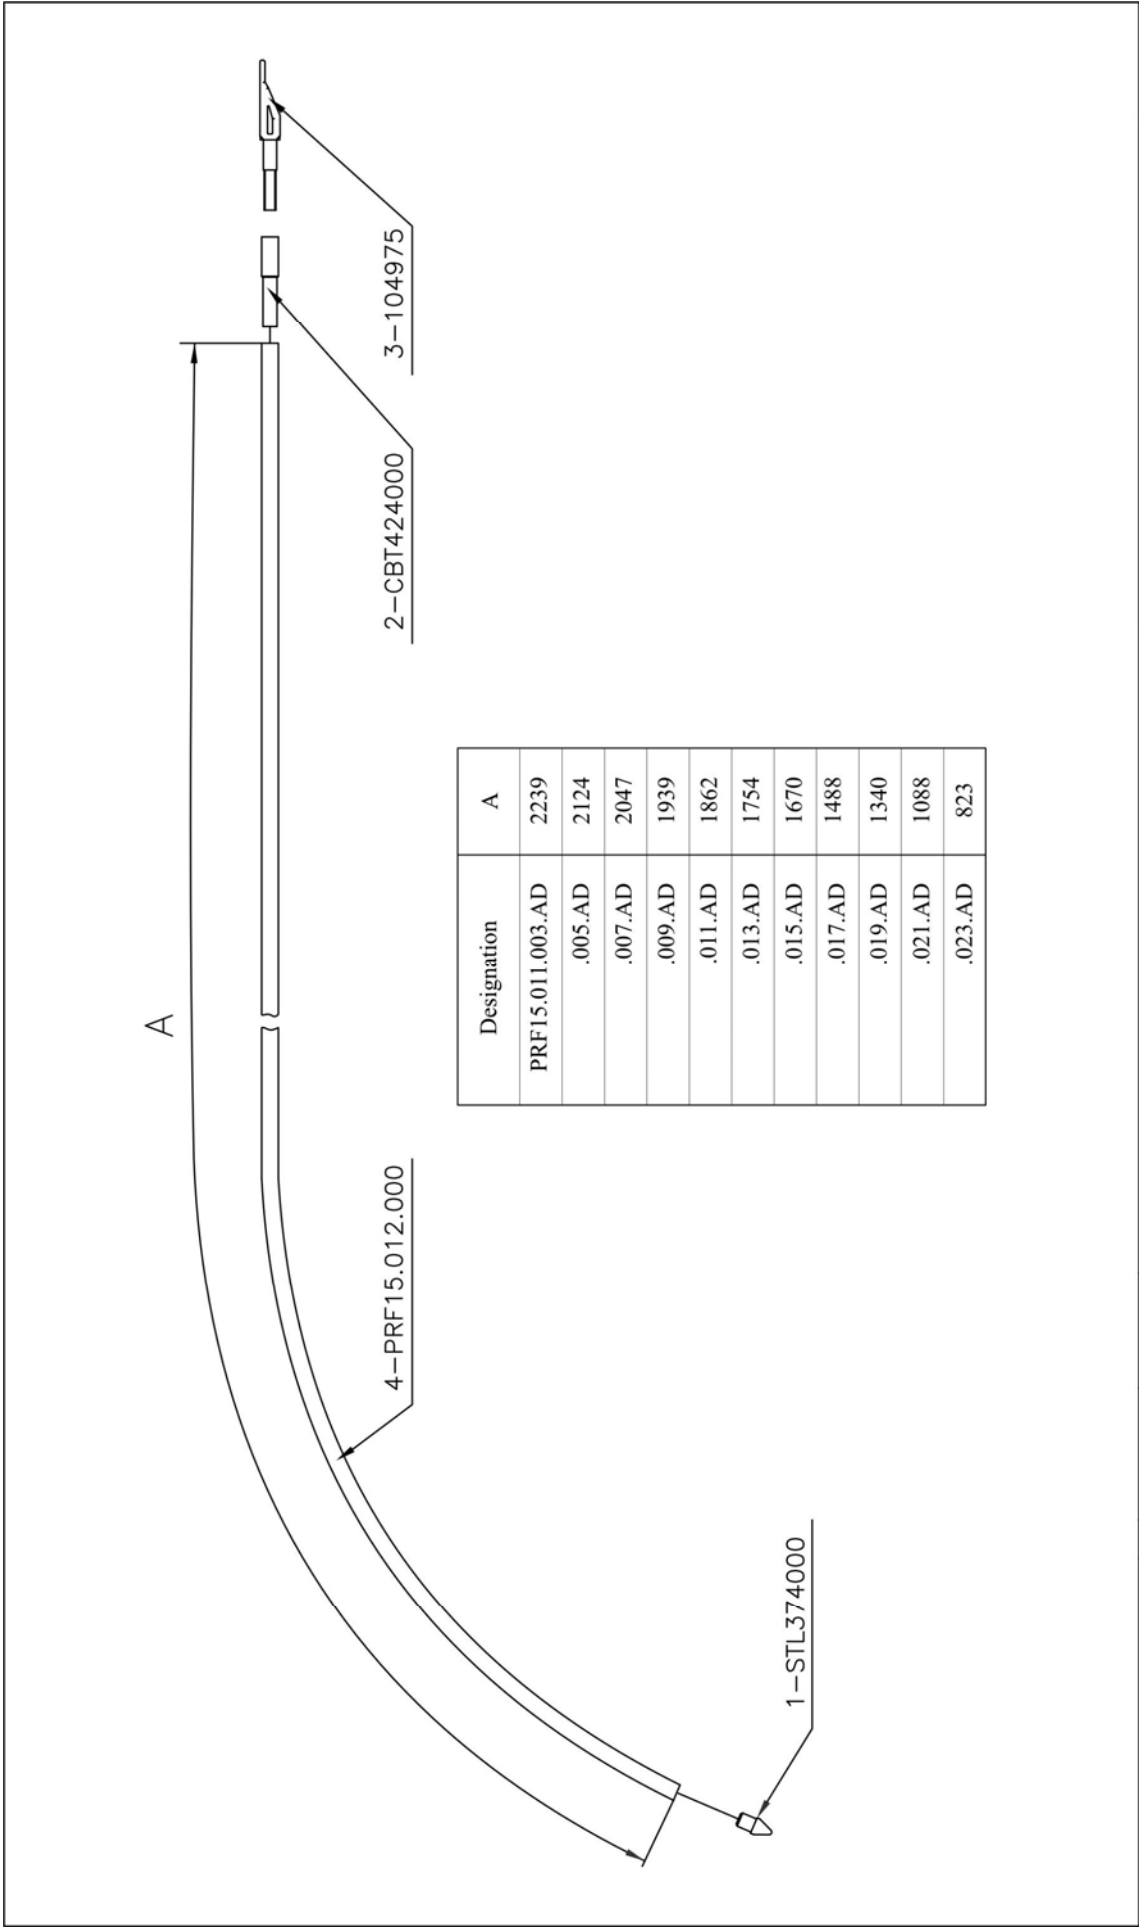 A
3-104975
2-CBT424000
4-PRF15.012.000
1-STL374000
Designation A
PRF15.011.003.AD 2239
.005.AD 2124
.007.AD 2047
.009.AD 1939
.011.AD 1862
.013.AD 1754
.015.AD 1670
.017.AD 1488
.019.AD 1340
.021.AD 1088
.023.AD 823